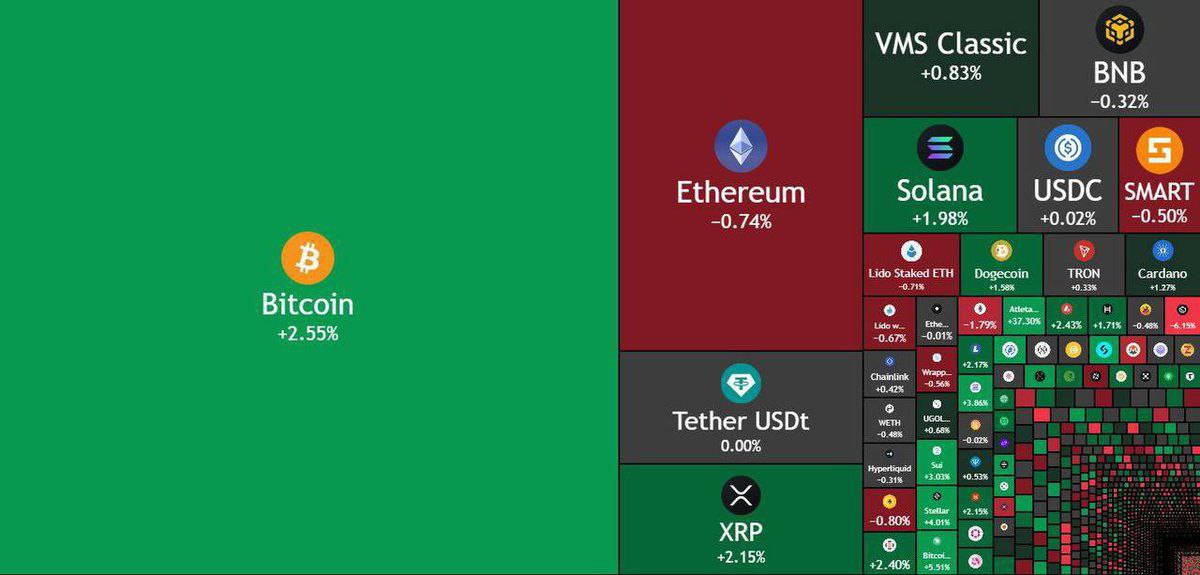 Bitcoin
+2.55%
Ethereum
−0.74%
Tether USDt
0.00%
XRP
+2.15%
VMS Classic
+0.83%
BNB
−0.32%
Solana
+1.98%
USDC
+0.02%
SMART
−0.50%
Lido Staked ETH
−0.71%
Dogecoin
+1.58%
TRON
+0.33%
Cardano
+1.27%
Lido w...
−0.67%
Ethe...
−0.01%
−1.79%
Atleta...
+37.30%
+2.43%
+1.71%
−0.48%
−6.15%
Chainlink
+0.42%
Wrapp...
−0.56%
+2.17%
WETH
−0.48%
UGOL...
+0.68%
+3.86%
−0.02%
Hyperliquid
−0.31%
Sui
+3.03%
+0.53%
−0.80%
Stellar
+4.01%
+2.15%
+2.40%
Bitcoi...
+5.51%